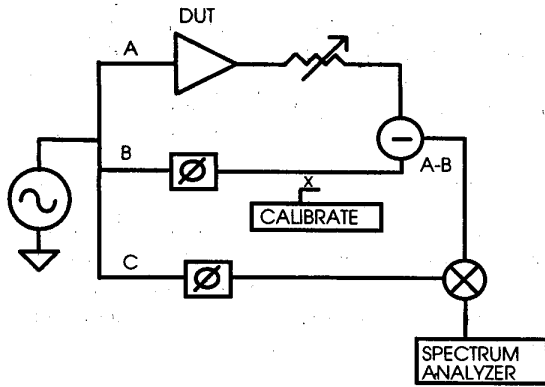 DUT
A
B
A-B
X
CALIBRATE
C
SPECTRUM
ANALYZER